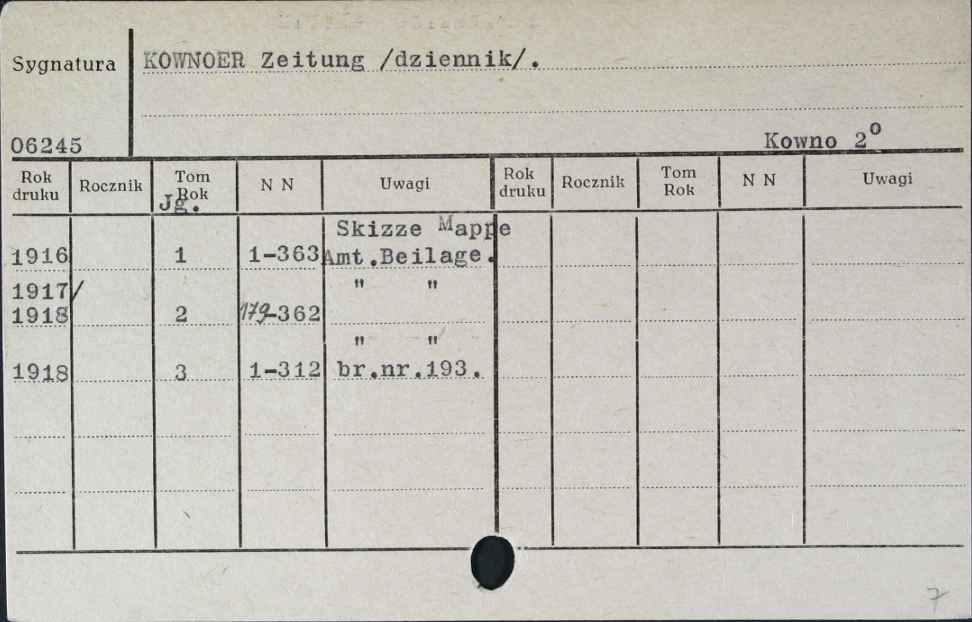 Sygnatura
KOWNOER Zeitung /dziennik/.
06245
Kowno 2º
Rok druku Rocznik Tom Rok N N Uwagi Rok druku Rocznik Tom Rok N N Uwagi
Jg.
Skizze Mappe
1916 1 1-363 Amt.Beilage.
1917/ " "
1918 2 179-362
" "
1918 3 1-312 br.nr.193.
7